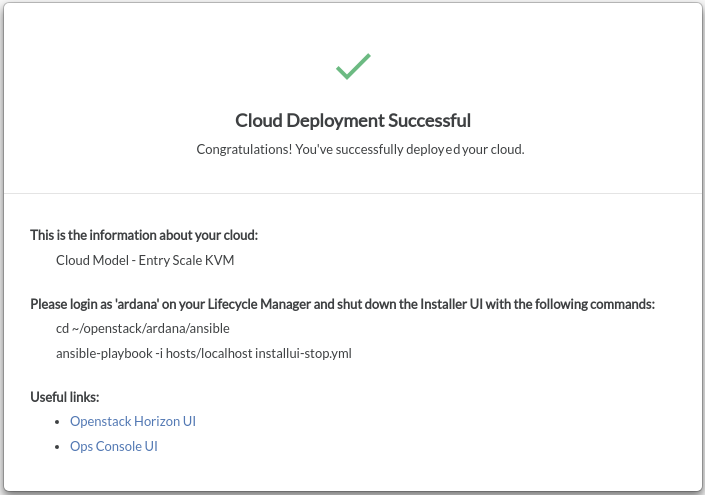 Cloud Deployment Successful
Congratulations! You've successfully deployed your cloud.
This is the information about your cloud:
Cloud Model - Entry Scale KVM
Please login as 'ardana' on your Lifecycle Manager and shut down the Installer UI with the following commands:
cd ~/openstack/ardana/ansible
ansible-playbook -i hosts/localhost installui-stop.yml
Useful links:
• Openstack Horizon UI
• Ops Console UI